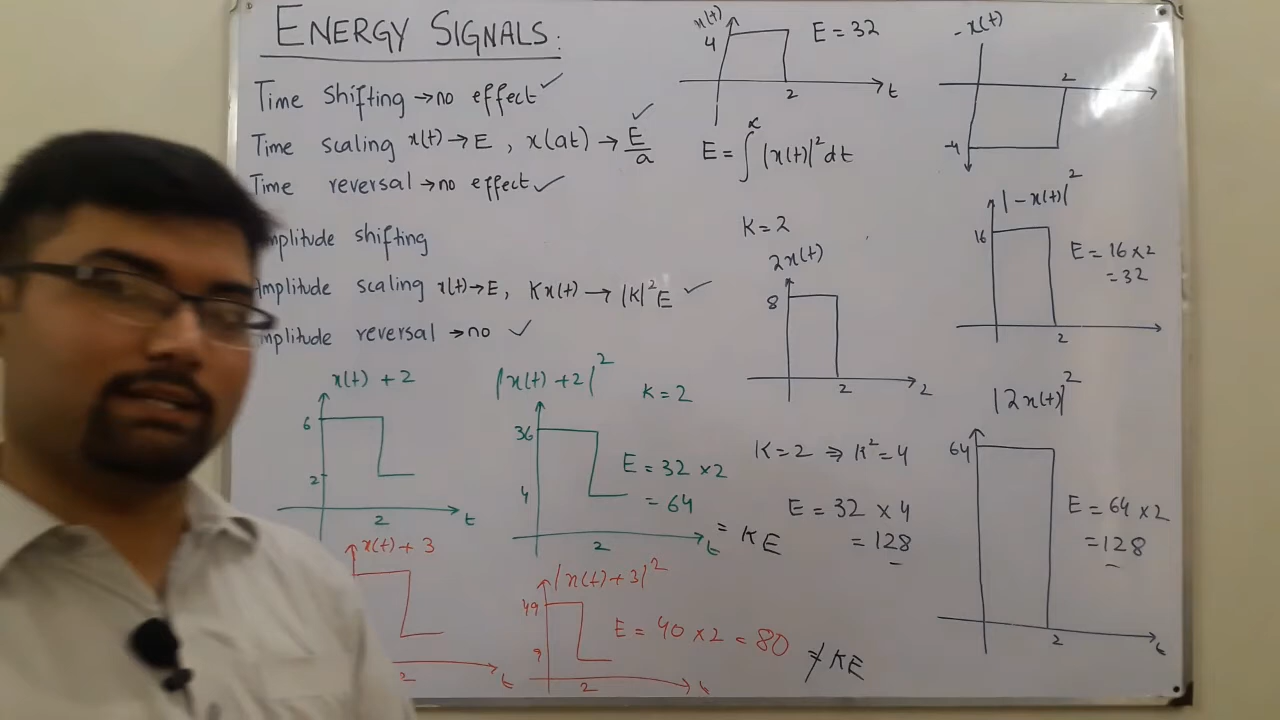 ENERGY SIGNALS:
Time shifting → no effect ✓
Time scaling x(t) → E , x(at) → E/a ✓
Time reversal → no effect ✓
mplitude shifting
mplitude scaling x(t) → E, Kx(t) → |K|²E ✓
mplitude reversal → no ✓
x(t)
4
2
t
E = 32
E = ∫ |x(t)|² dt
-x(t)
2
-4
|-x(t)|²
16
2
E = 16 × 2
= 32
K = 2
2x(t)
8
2
t
K = 2 ⇒ K² = 4
E = 32 × 4
= 128
|2x(t)|²
64
2
t
E = 64 × 2
= 128
x(t) + 2
6
2
2
t
|x(t) + 2|²
36
4
2
t
K = 2
E = 32 × 2
= 64
= KE
x(t) + 3
2
t
|x(t) + 3|²
49
9
2
t
E = 40 × 2 = 80
≠ KE